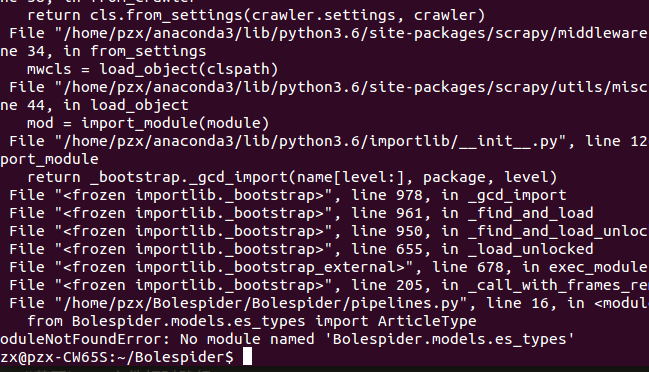 return cls.from_settings(crawler.settings, crawler)
File "/home/pzx/anaconda3/lib/python3.6/site-packages/scrapy/middleware
ne 34, in from_settings
mwcls = load_object(clspath)
File "/home/pzx/anaconda3/lib/python3.6/site-packages/scrapy/utils/misc
ne 44, in load_object
mod = import_module(module)
File "/home/pzx/anaconda3/lib/python3.6/importlib/__init__.py", line 12
port_module
return _bootstrap._gcd_import(name[level:], package, level)
File "<frozen importlib._bootstrap>", line 978, in _gcd_import
File "<frozen importlib._bootstrap>", line 961, in _find_and_load
File "<frozen importlib._bootstrap>", line 950, in _find_and_load_unloc
File "<frozen importlib._bootstrap>", line 655, in _load_unlocked
File "<frozen importlib._bootstrap_external>", line 678, in exec_module
File "<frozen importlib._bootstrap>", line 205, in _call_with_frames_re
File "/home/pzx/Bolespider/Bolespider/pipelines.py", line 16, in <modul
from Bolespider.models.es_types import ArticleType
oduleNotFoundError: No module named 'Bolespider.models.es_types'
zx@pzx-CW65S:~/Bolespider$